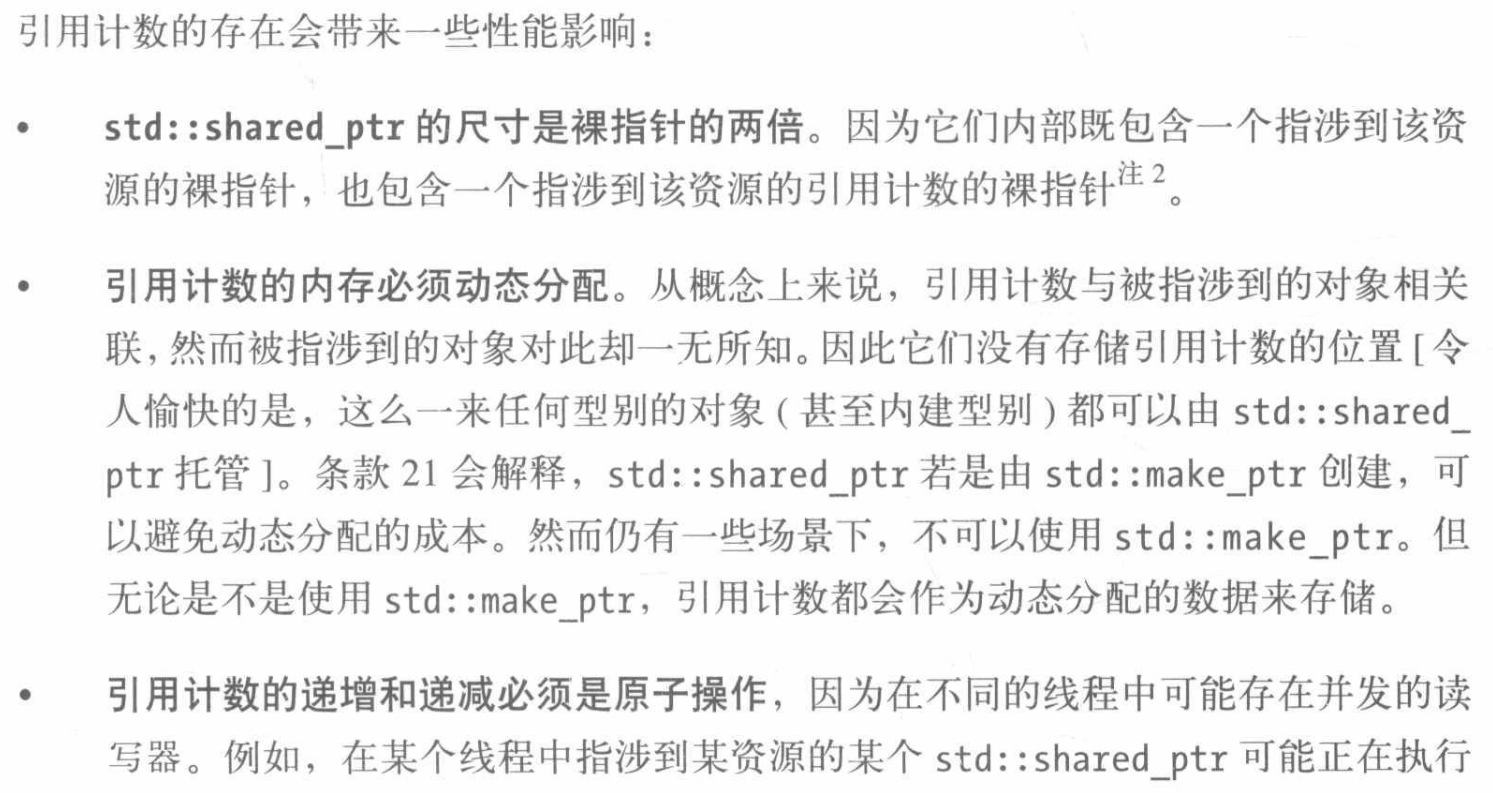 引用计数的存在会带来一些性能影响：
• std::shared_ptr 的尺寸是裸指针的两倍。因为它们内部既包含一个指涉到该资
源的裸指针，也包含一个指涉到该资源的引用计数的裸指针注 2。
• 引用计数的内存必须动态分配。从概念上来说，引用计数与被指涉到的对象相关
联，然而被指涉到的对象对此却一无所知。因此它们没有存储引用计数的位置 [ 令
人愉快的是，这么一来任何型别的对象 ( 甚至内建型别 ) 都可以由 std::shared_
ptr 托管 ]。条款 21 会解释，std::shared_ptr 若是由 std::make_ptr 创建，可
以避免动态分配的成本。然而仍有一些场景下，不可以使用 std::make_ptr。但
无论是不是使用 std::make_ptr，引用计数都会作为动态分配的数据来存储。
• 引用计数的递增和递减必须是原子操作，因为在不同的线程中可能存在并发的读
写器。例如，在某个线程中指涉到某资源的某个 std::shared_ptr 可能正在执行